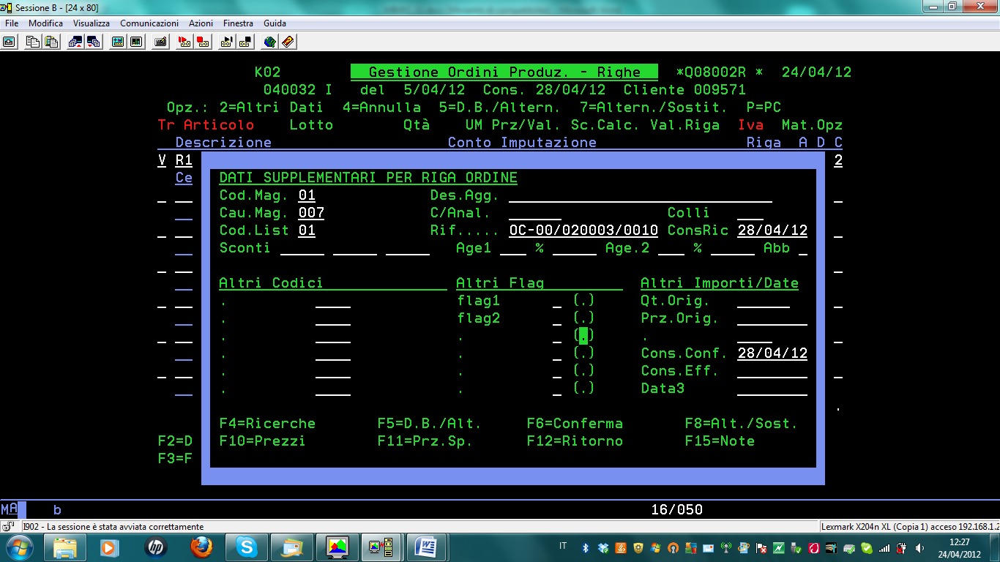 Sessione B - [24 x 80]
File Modifica Visualizza Comunicazioni Azioni Finestra Guida
K02 Gestione Ordini Produz. - Righe *Q08002R * 24/04/12
040032 I del 5/04/12 Cons. 28/04/12 Cliente 009571
Opz.: 2=Altri Dati 4=Annulla 5=D.B./Altern. 7=Altern./Sostit. P=PC
Tr Articolo Lotto Qtà UM Prz/Val. Sc.Calc. Val.Riga Iva Mat.Opz
Descrizione Conto Imputazione Riga A D C
V R1 2
Ce DATI SUPPLEMENTARI PER RIGA ORDINE
Cod.Mag. 01 Des.Agg.
Cau.Mag. 007 C/Anal. Colli
Cod.List 01 Rif..... OC-00/020003/0010 ConsRic 28/04/12
Sconti Age1 % Age.2 % Abb
Altri Codici Altri Flag Altri Importi/Date
. flag1 (.) Qt.Orig.
. flag2 (.) Prz.Orig.
. . (.) .
. . (.) Cons.Conf. 28/04/12
. . (.) Cons.Eff.
. . (.) Data3
.
F4=Ricerche F5=D.B./Alt. F6=Conferma F8=Alt./Sost.
F2=D F10=Prezzi F11=Prz.Sp. F12=Ritorno F15=Note
F3=F
MA b 16/050
I902 - La sessione è stata avviata correttamente Lexmark X204n XL (Copia 1) acceso 192.168.1.2
IT 12:27
24/04/2012